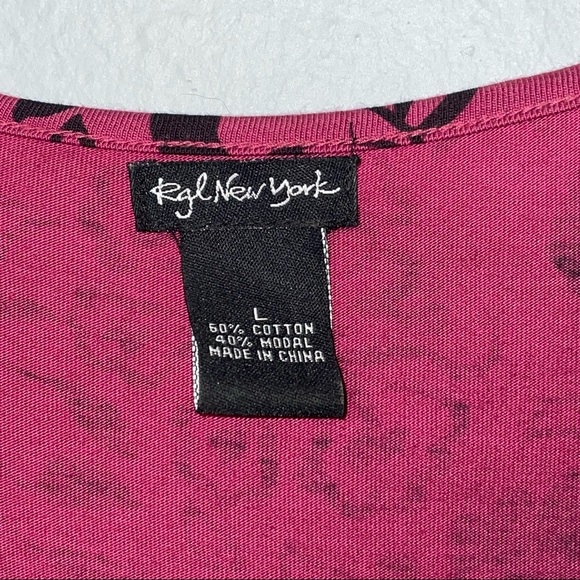 Rgl New York
L
60% COTTON
40% MODAL
MADE IN CHINA